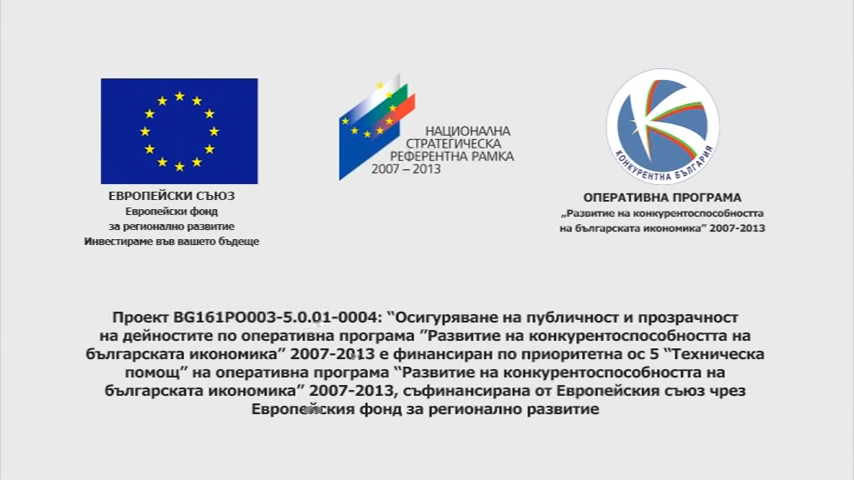 ЕВРОПЕЙСКИ СЪЮЗ
Европейски фонд
за регионално развитие
Инвестираме във вашето бъдеще
НАЦИОНАЛНА
СТРАТЕГИЧЕСКА
РЕФЕРЕНТНА РАМКА
2007 – 2013
КОНКУРЕНТНА БЪЛГАРИЯ
ОПЕРАТИВНА ПРОГРАМА
„Развитие на конкурентоспособността
на българската икономика” 2007-2013
Проект BG161PO003-5.0.01-0004: “Осигуряване на публичност и прозрачност
на дейностите по оперативна програма ”Развитие на конкурентоспособността на
българската икономика” 2007-2013 е финансиран по приоритетна ос 5 “Техническа
помощ” на оперативна програма “Развитие на конкурентоспособността на
българската икономика” 2007-2013, съфинансирана от Европейския съюз чрез
Европейския фонд за регионално развитие